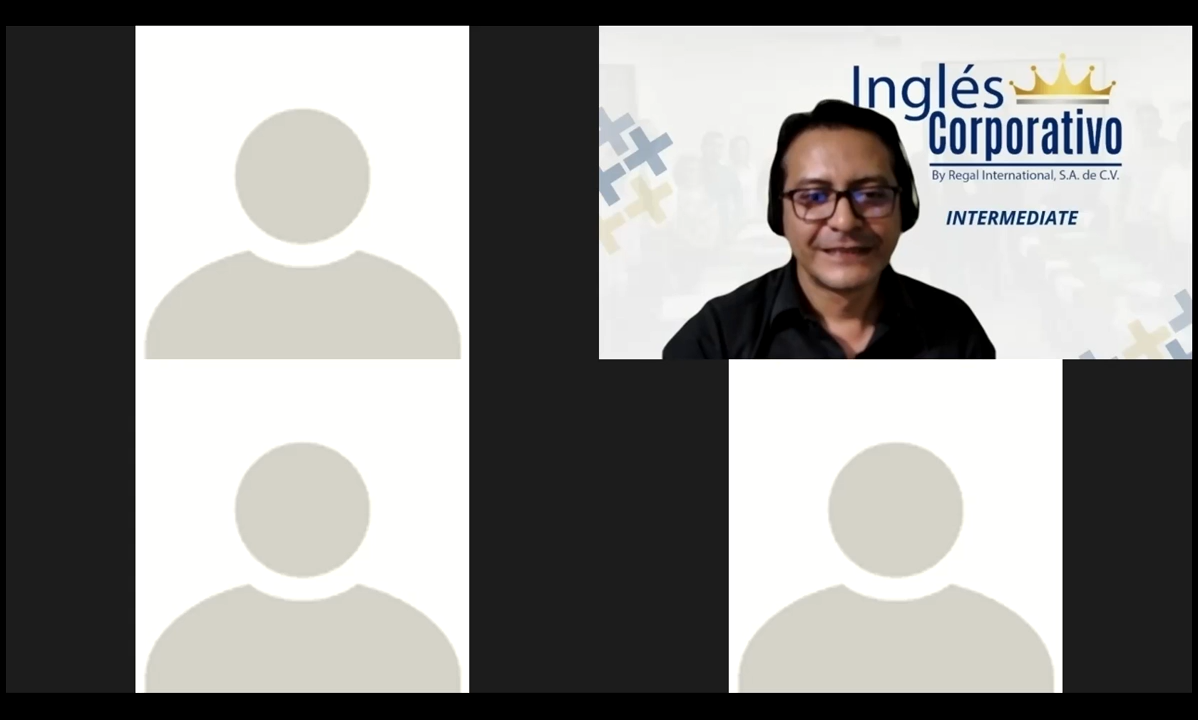 Inglés
Corporativo
By Regal International, S.A. de C.V.
INTERMEDIATE